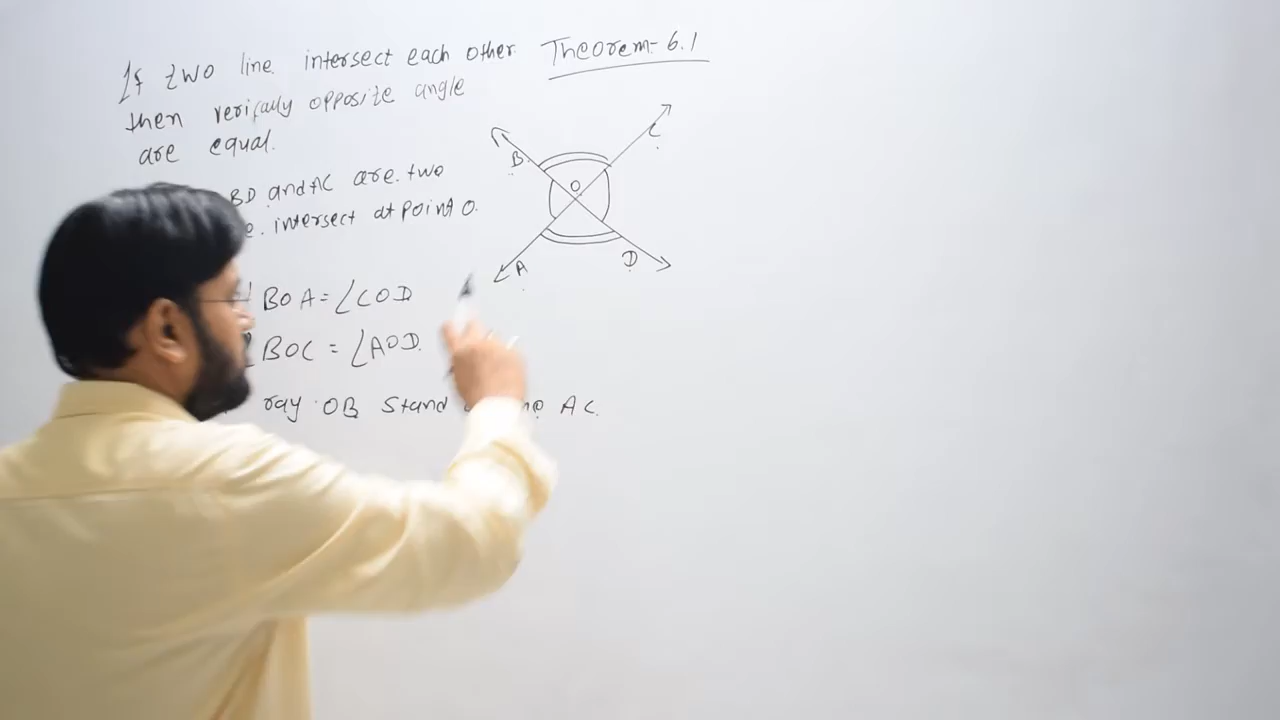 If two line intersect each other
Theorem-6.1
then verifally opposite angle
are equal.
BD and AC are two
intersect at point O.
BOA=∠COD
BOC = ∠AOD.
ray OB stand AC.
B
C
O
A
D